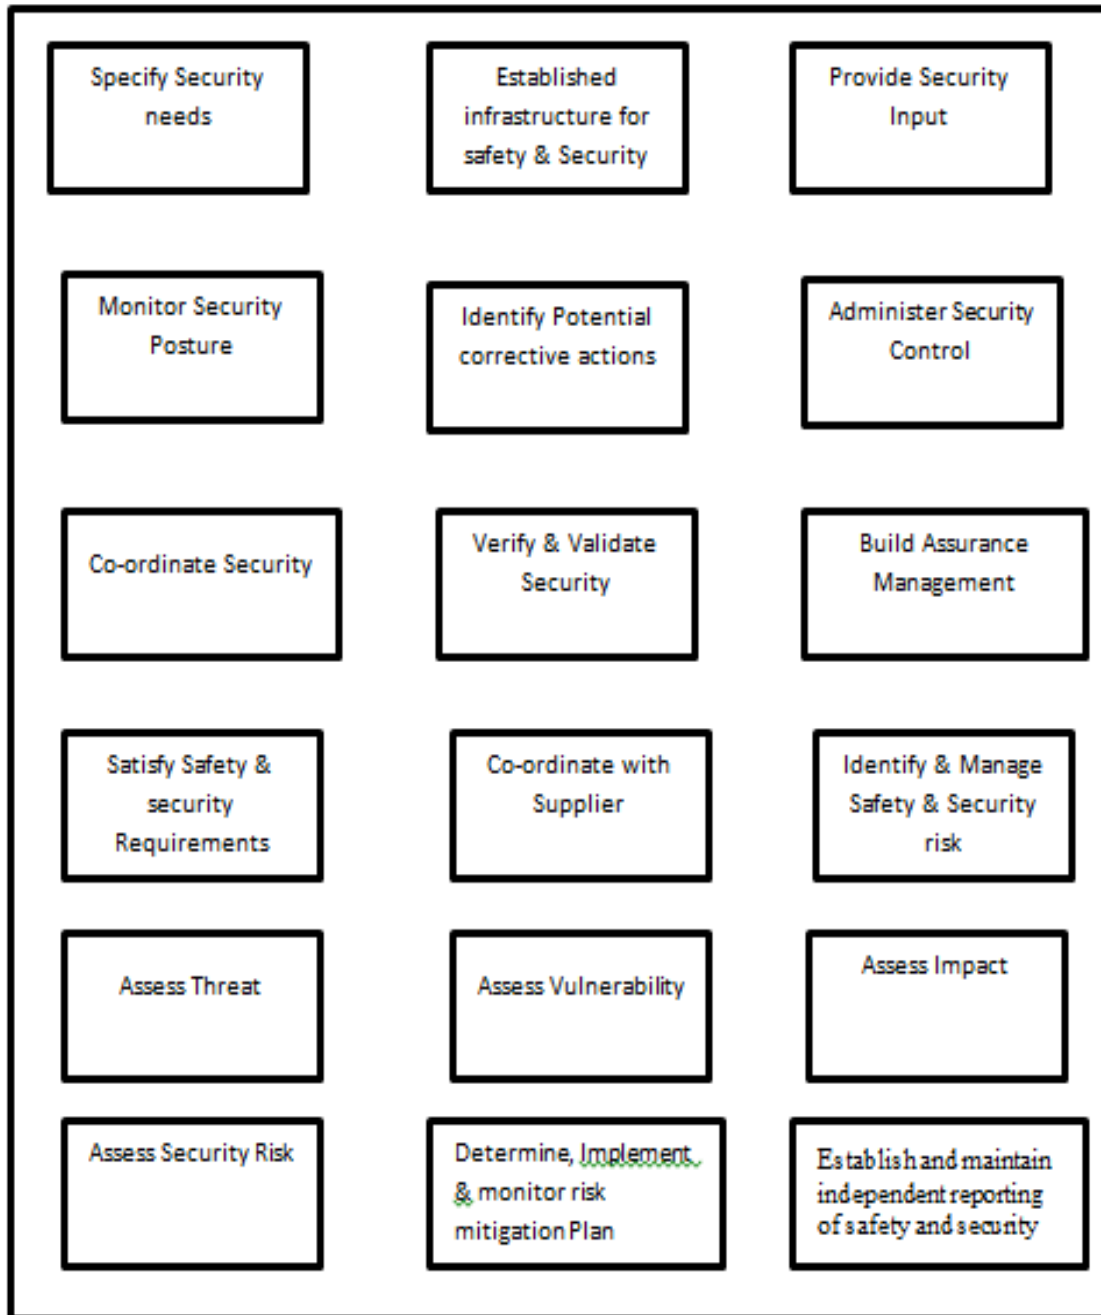 Specify Security
needs
Established
infrastructure for
safety & Security
Provide Security
Input
Monitor Security
Posture
Identify Potential
corrective actions
Administer Security
Control
Co-ordinate Security
Verify & Validate
Security
Build Assurance
Management
Satisfy Safety &
security
Requirements
Co-ordinate with
Supplier
Identify & Manage
Safety & Security
risk
Assess Threat
Assess Vulnerability
Assess Impact
Assess Security Risk
Determine, Implement
& monitor risk
mitigation Plan
Establish and maintain
independent reporting
of safety and security